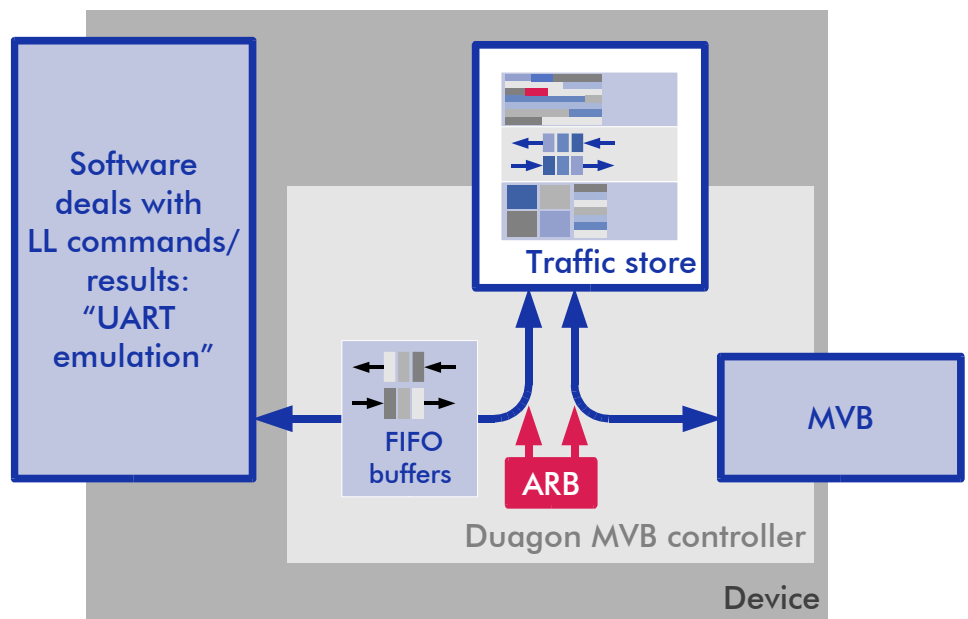 Software
deals with
LL commands/
results:
“UART
emulation”
Traffic store
FIFO
buffers
ARB
MVB
Duagon MVB controller
Device